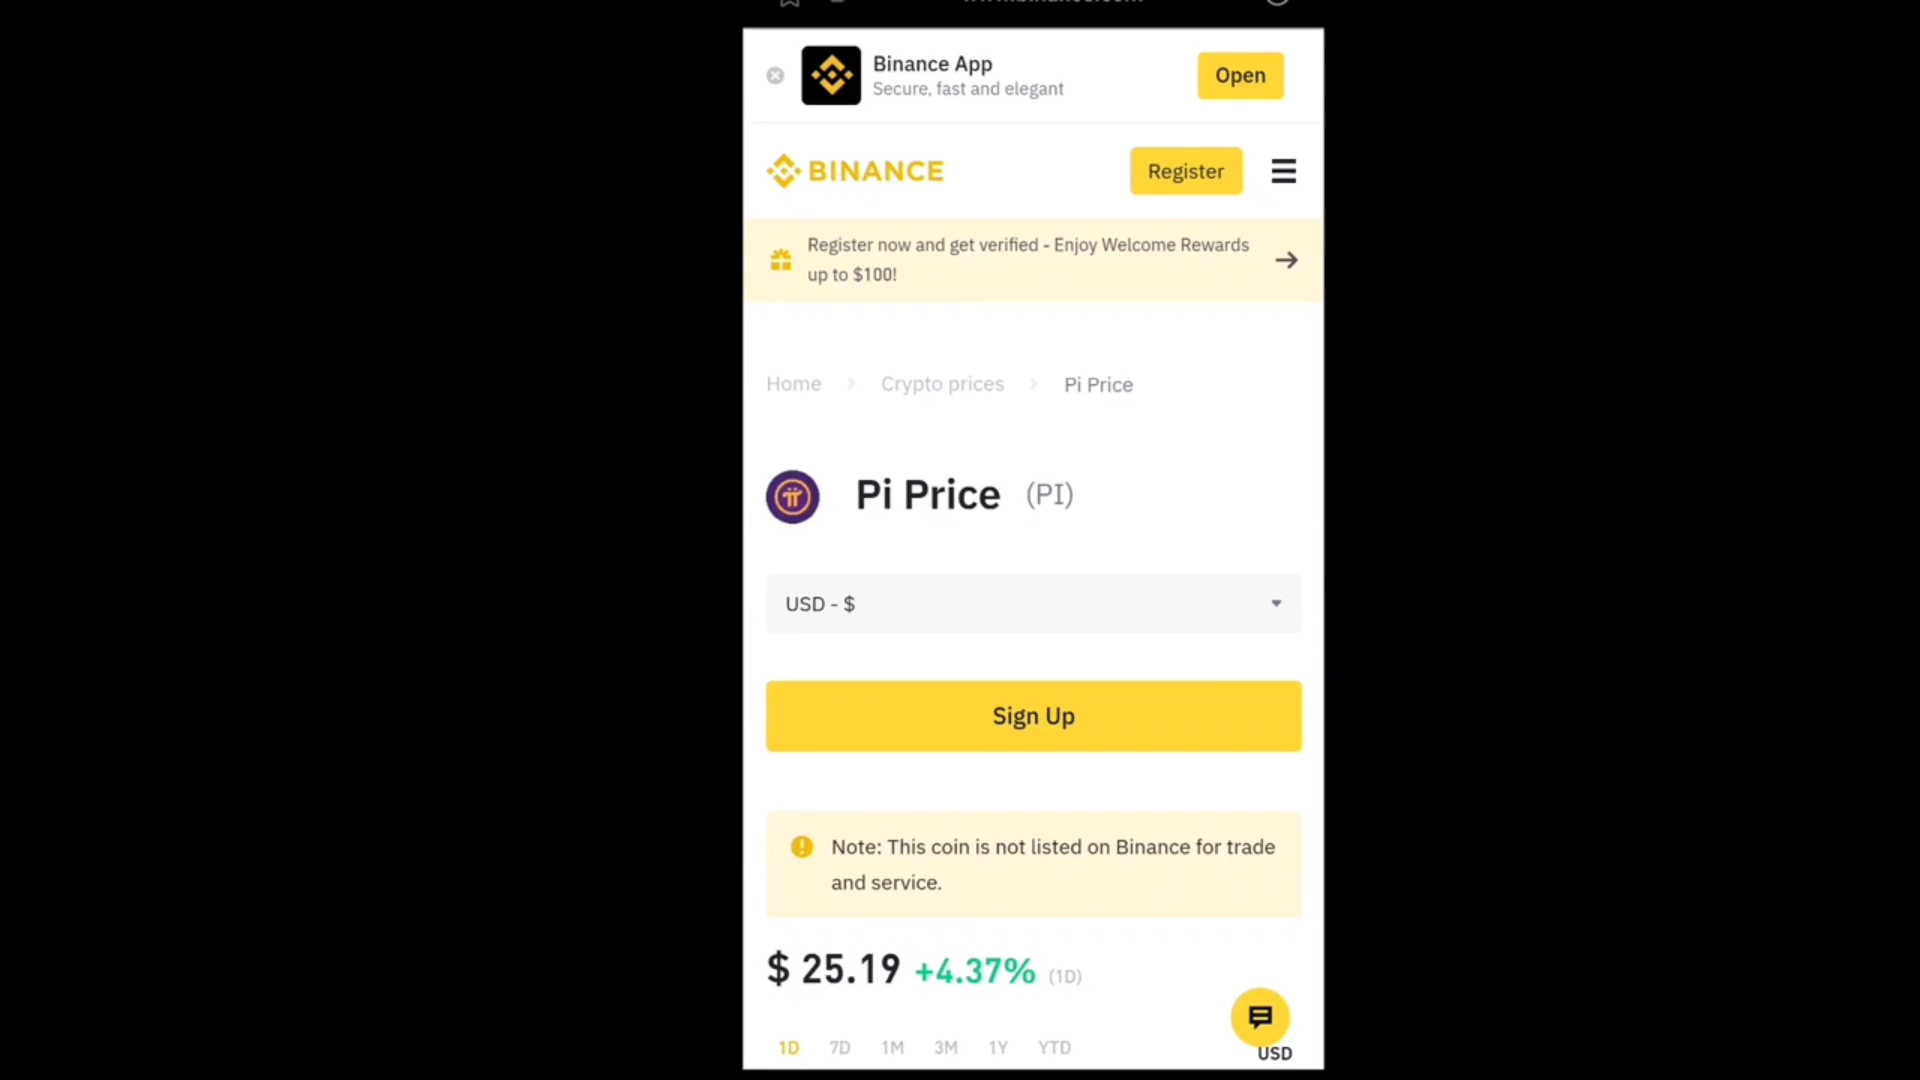 Binance App
Secure, fast and elegant
Open
BINANCE
Register
Register now and get verified - Enjoy Welcome Rewards
up to $100!
Home
Crypto prices
Pi Price
Pi Price (PI)
USD - $
Sign Up
Note: This coin is not listed on Binance for trade
and service.
$ 25.19 +4.37% (1D)
1D 7D 1M 3M 1Y YTD
USD